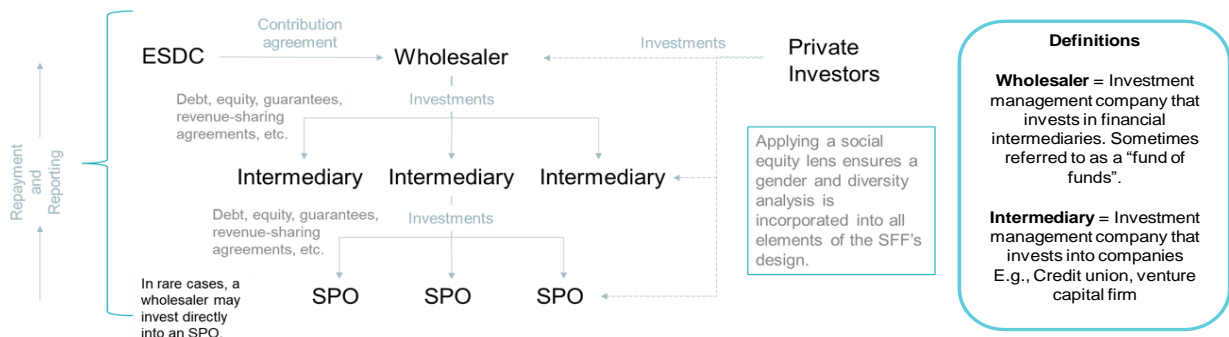 Repayment
and
Reporting
ESDC
Contribution
agreement
Wholesaler
Investments
Private
Investors
Debt, equity, guarantees,
revenue-sharing
agreements, etc.
Investments
Intermediary
Intermediary
Intermediary
Debt, equity, guarantees,
revenue-sharing
agreements, etc.
Investments
In rare cases, a
wholesaler may
invest directly
into an SPO.
SPO
SPO
SPO
Applying a social
equity lens ensures a
gender and diversity
analysis is
incorporated into all
elements of the SFF's
design.
Definitions
Wholesaler = Investment
management company that
invests in financial
intermediaries. Sometimes
referred to as a “fund of
funds”.
Intermediary = Investment
management company that
invests into companies
E.g., Credit union, venture
capital firm